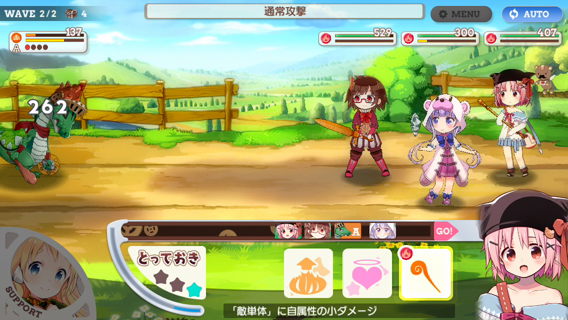 WAVE 2/2 4
通常攻撃
MENU
AUTO
137
A
529
300
407
262
A
GO!
とっておき
SUPPORT
「敵単体」に自属性の小ダメージ